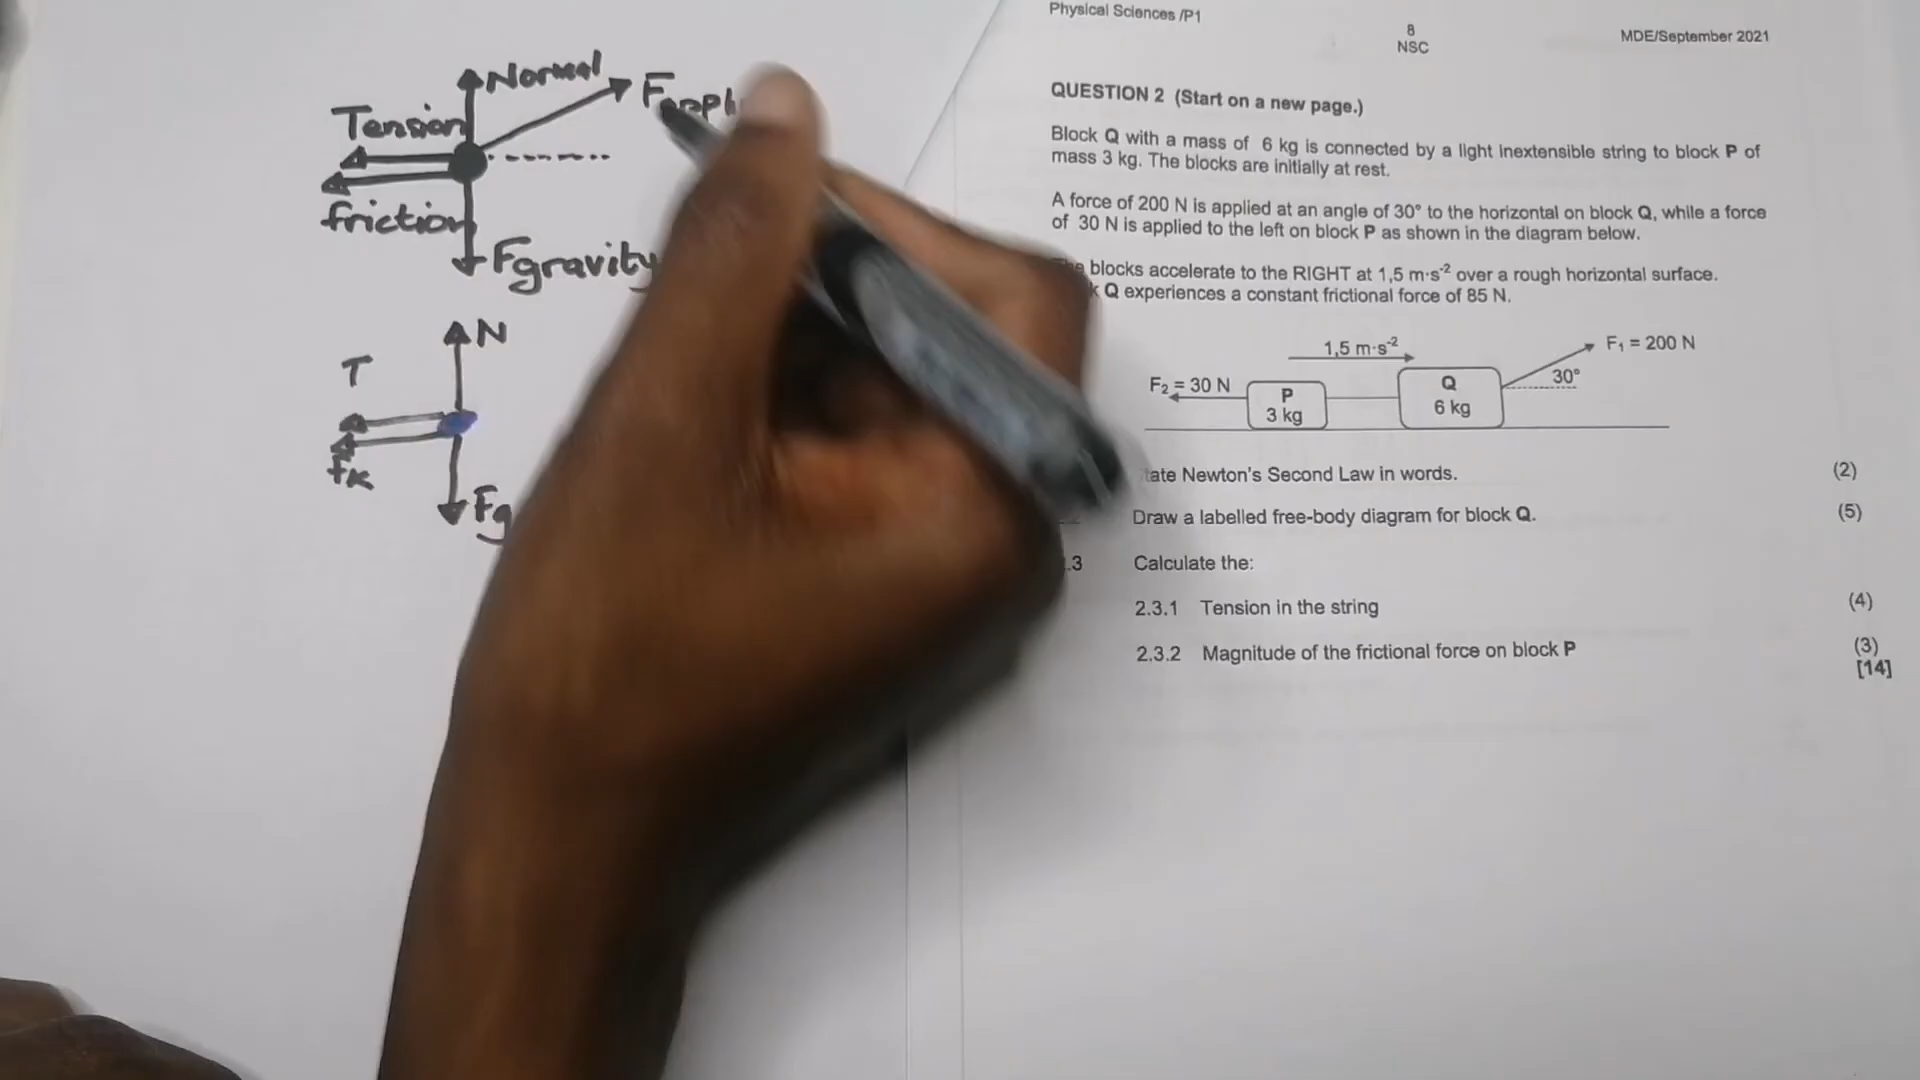 Normal
Tension
friction
Fgravity
N
T
fk
Fg
Physical Sciences /P1
8
NSC
MDE/September 2021
QUESTION 2 (Start on a new page.)
Block Q with a mass of 6 kg is connected by a light inextensible string to block P of
mass 3 kg. The blocks are initially at rest.
A force of 200 N is applied at an angle of 30° to the horizontal on block Q, while a force
of 30 N is applied to the left on block P as shown in the diagram below.
blocks accelerate to the RIGHT at 1,5 m·s-2 over a rough horizontal surface.
Q experiences a constant frictional force of 85 N.
1,5 m·s-2
F1 = 200 N
F2 = 30 N
30°
P
3 kg
Q
6 kg
Newton's Second Law in words. (2)
Draw a labelled free-body diagram for block Q. (5)
.3 Calculate the:
2.3.1 Tension in the string (4)
2.3.2 Magnitude of the frictional force on block P (3)
[14]